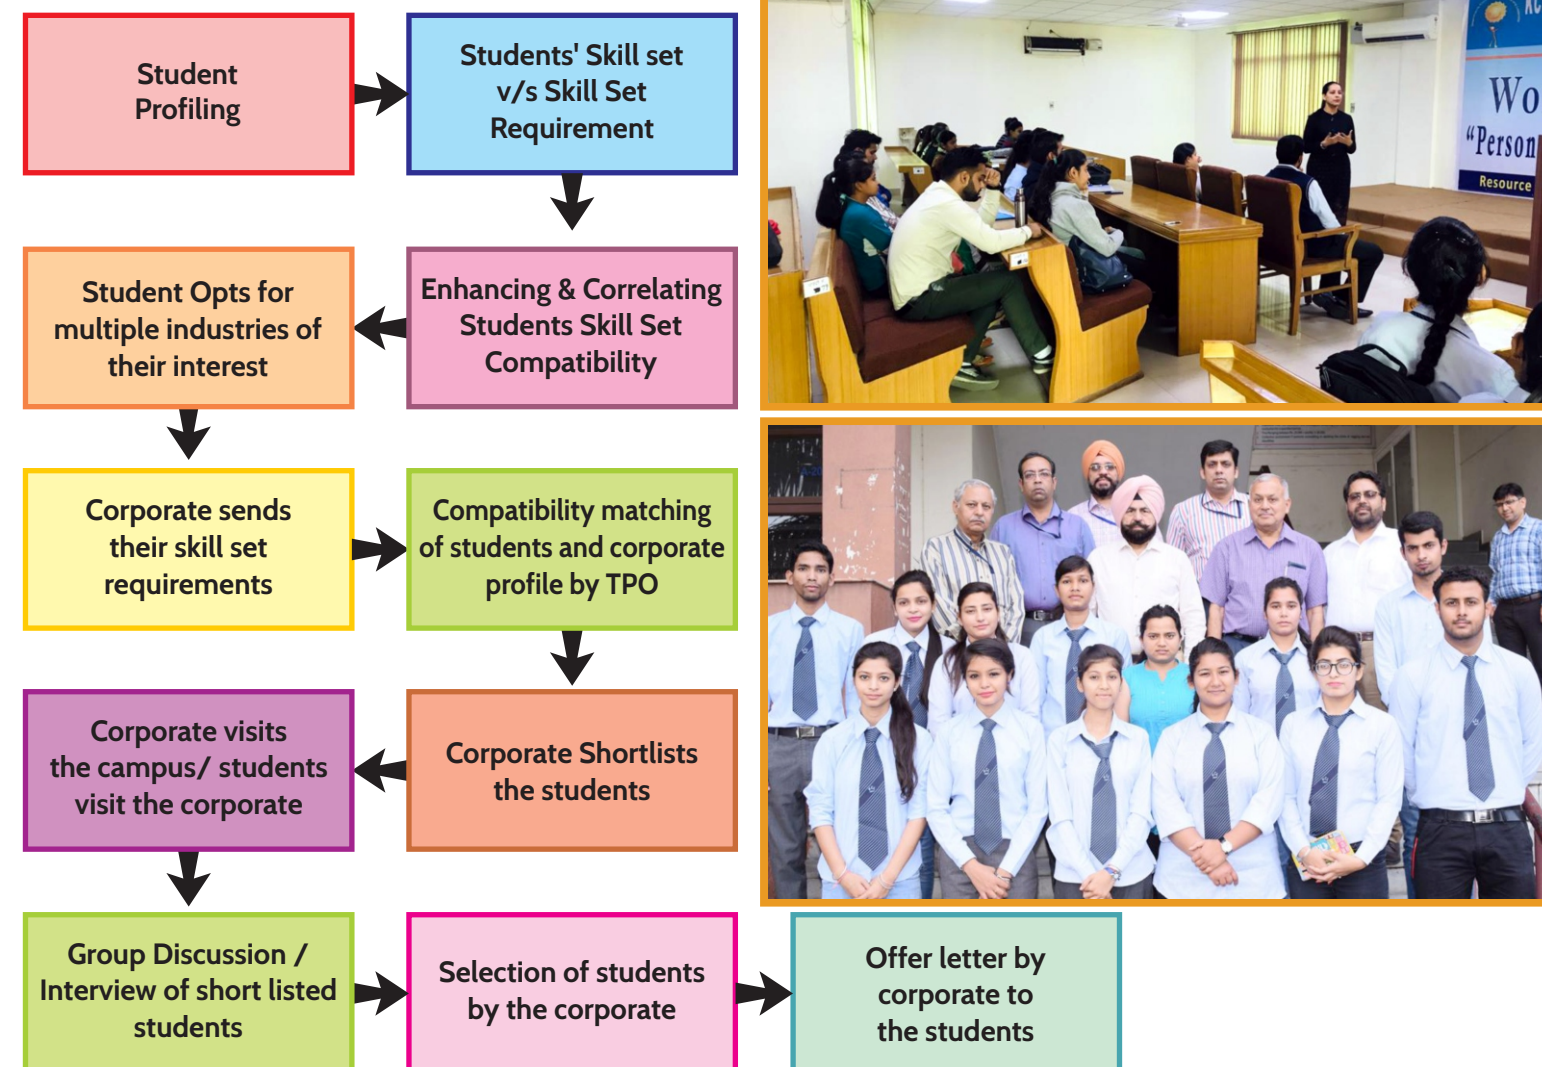 Student
Profiling
Students' Skill set
v/s Skill Set
Requirement
Enhancing & Correlating
Students Skill Set
Compatibility
Student Opts for
multiple industries of
their interest
Corporate sends
their skill set
requirements
Compatibility matching
of students and corporate
profile by TPO
Corporate Shortlists
the students
Corporate visits
the campus/ students
visit the corporate
Group Discussion /
Interview of short listed
students
Selection of students
by the corporate
Offer letter by
corporate to
the students
Wo
“Person
Resource